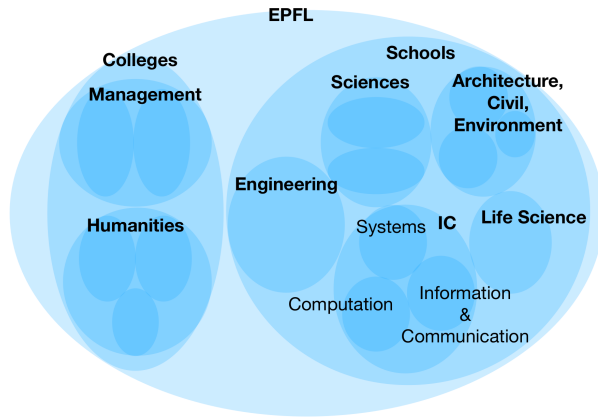 EPFL
Colleges
Management
Humanities
Schools
Sciences
Architecture,
Civil,
Environment
Engineering
Systems
IC
Life Science
Computation
Information
&
Communication